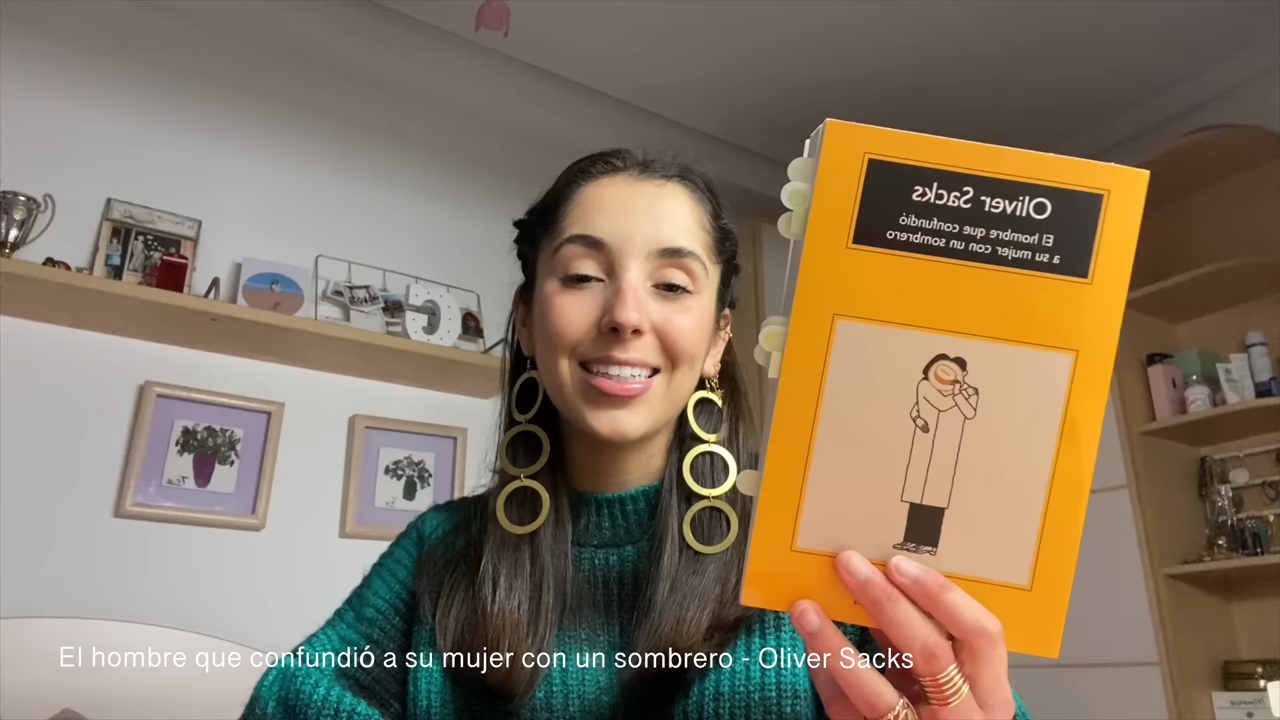 Oliver Sacks
El hombre que confundió
a su mujer con un sombrero
El hombre que confundió a su mujer con un sombrero - Oliver Sacks